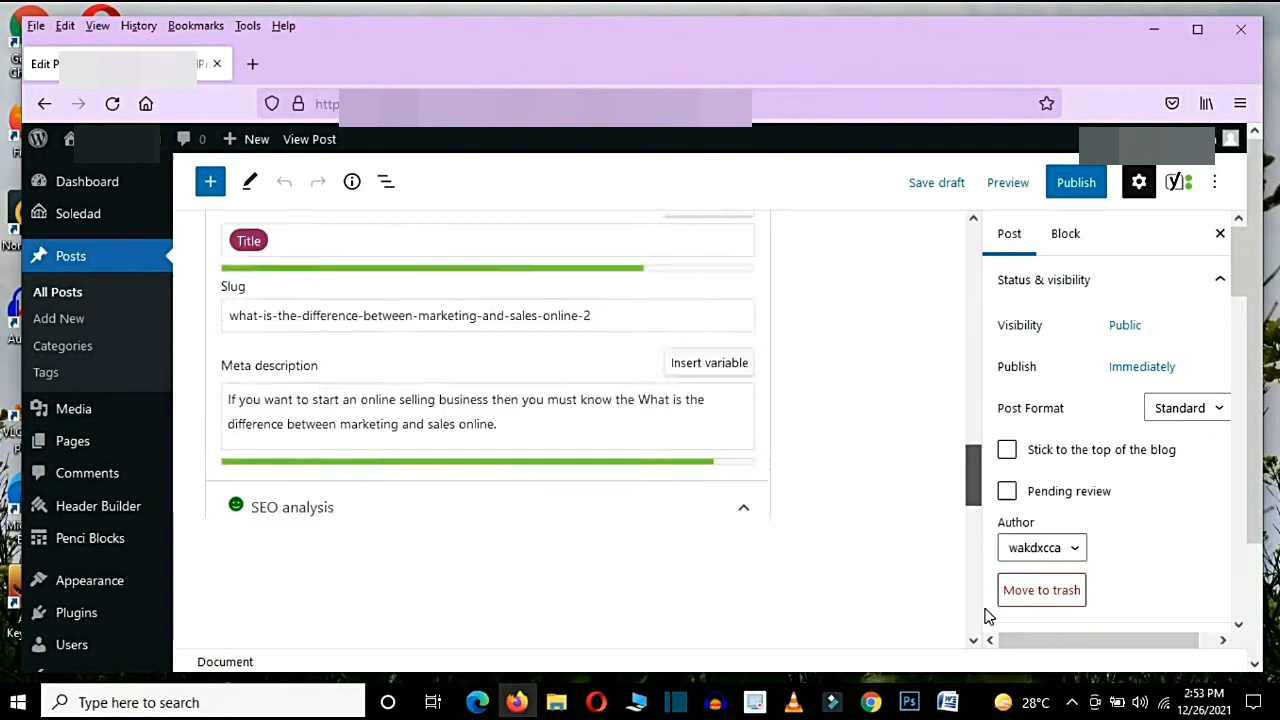 File Edit View History Bookmarks Tools Help
Edit P
http
0 New View Post
Dashboard
Soledad
Posts
All Posts
Add New
Categories
Tags
Media
Pages
Comments
Header Builder
Penci Blocks
Appearance
Plugins
Users
Save draft Preview Publish
Title
Slug
what-is-the-difference-between-marketing-and-sales-online-2
Meta description Insert variable
If you want to start an online selling business then you must know the What is the
difference between marketing and sales online.
SEO analysis
Document
Post Block
Status & visibility
Visibility Public
Publish Immediately
Post Format Standard
Stick to the top of the blog
Pending review
Author
wakdxcca
Move to trash
Type here to search
28°C
2:53 PM
12/26/2021